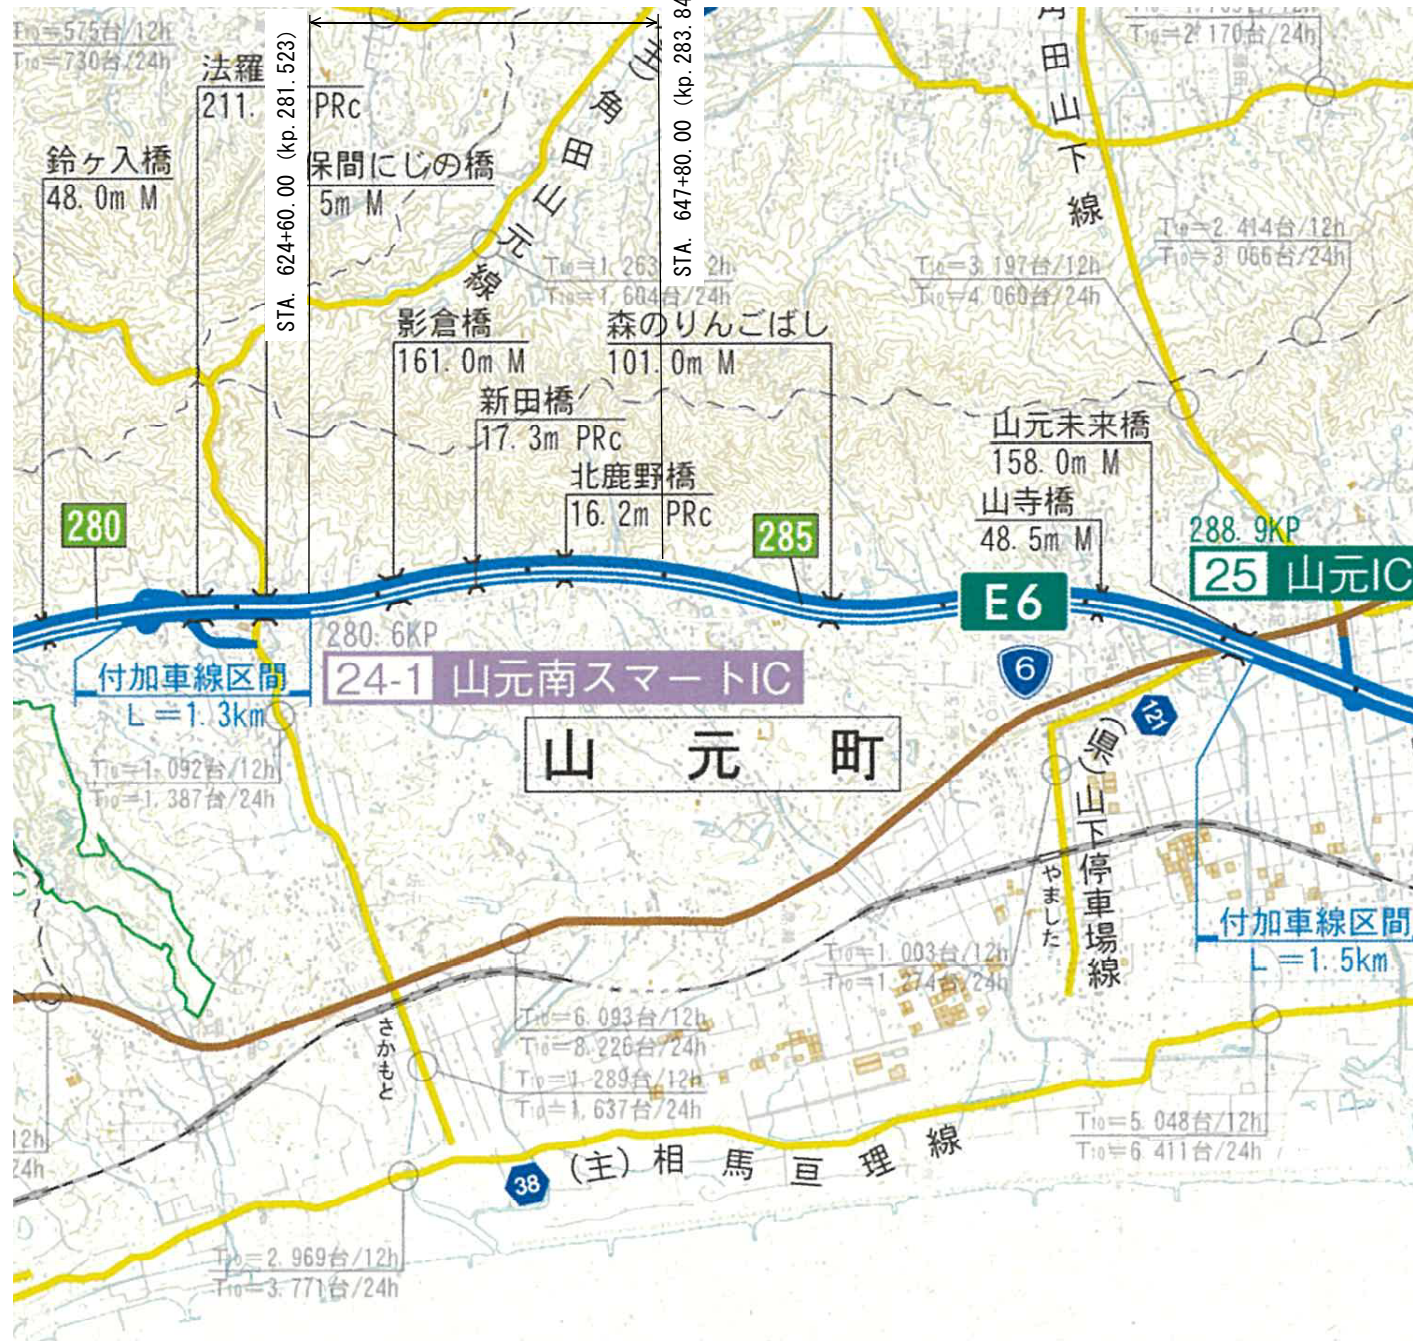 T₁₀=575台/12h
T₁₀=730台/24h
法羅
211.
PRc
STA. 624+60.00 (kp.281.523)
STA. 647+80.00 (kp.283.84
鈴ヶ入橋
48.0m M
保間にじの橋
5m M
角田山元線
角田山下線
T₁₀=2 170台/24h
T₁₀=2.414台/12h
T₁₀=3 066台/24h
T₁₀=1.263
2h
T₁₀=1.604台/24h
T₁₀=3.197台/12h
T₁₀=4.060台/24h
影倉橋
161.0m M
森のりんごばし
101.0m M
新田橋
17.3m PRc
北鹿野橋
16.2m PRc
山元未来橋
158.0m M
山寺橋
48.5m M
280
285
288.9KP
25 山元IC
E6
280.6KP
24-1 山元南スマートIC
付加車線区間
L=1.3km
6
121
山元町
T₁₀=1.092台/12h
T₁₀=1.387台/24h
(県)山下停車場線
やました
付加車線区間
L=1.5km
T₁₀=1 003台/12h
T₁₀=1.274台/24h
さかもと
T₁₀=6.093台/12h
T₁₀=8.226台/24h
T₁₀=1.289台/12h
T₁₀=1,637台/24h
12h
24h
T₁₀=5.048台/12h
T₁₀=6 411台/24h
38
(主)相馬亘理線
T₁₀=2.969台/12h
T₁₀=3.771台/24h